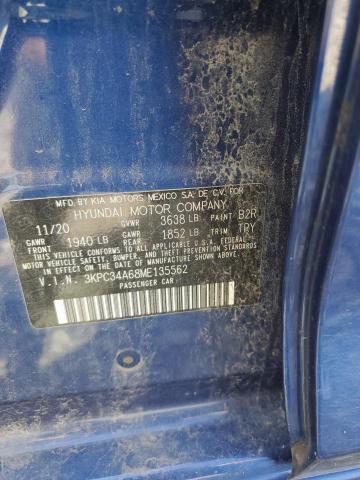 MFD. BY KIA MOTORS MEXICO S.A. DE C.V. FOR
HYUNDAI MOTOR COMPANY
11/20 GVWR 3638 LB PAINT B2R
GAWR FRONT 1940 LB GAWR REAR 1852 LB TRIM TRY
THIS VEHICLE CONFORMS TO ALL APPLICABLE U.S. FEDERAL
MOTOR VEHICLE SAFETY, BUMPER, AND THEFT
PREVENTION STANDARDS IN EFFECT ON THE DATE OF
MANUFACTURE SHOWN ABOVE.
V.I.N. 3KPC34A68ME135562
PASSENGER CAR